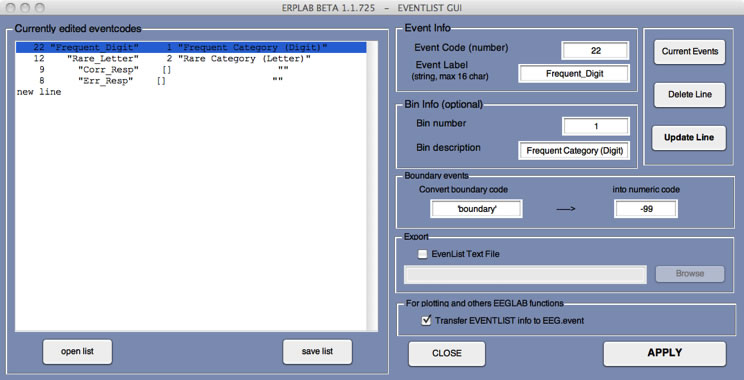 ERPLAB BETA 1.1.725 - EVENTLIST GUI
Currently edited eventcodes
22 "Frequent_Digit" 1 "Frequent Category (Digit)"
12 "Rare_Letter" 2 "Rare Category (Letter)"
9 "Corr_Resp" [] ""
8 "Err_Resp" [] ""
new line
open list
save list
Event Info
Event Code (number) 22
Event Label
(string, max 16 char)
Frequent_Digit
Bin Info (optional)
Bin number 1
Bin description Frequent Category (Digit)
Current Events
Delete Line
Update Line
Boundary events
Convert boundary code into numeric code
'boundary' ----> -99
Export
EvenList Text File
Browse
For plotting and others EEGLAB functions
Transfer EVENTLIST info to EEG.event
CLOSE
APPLY